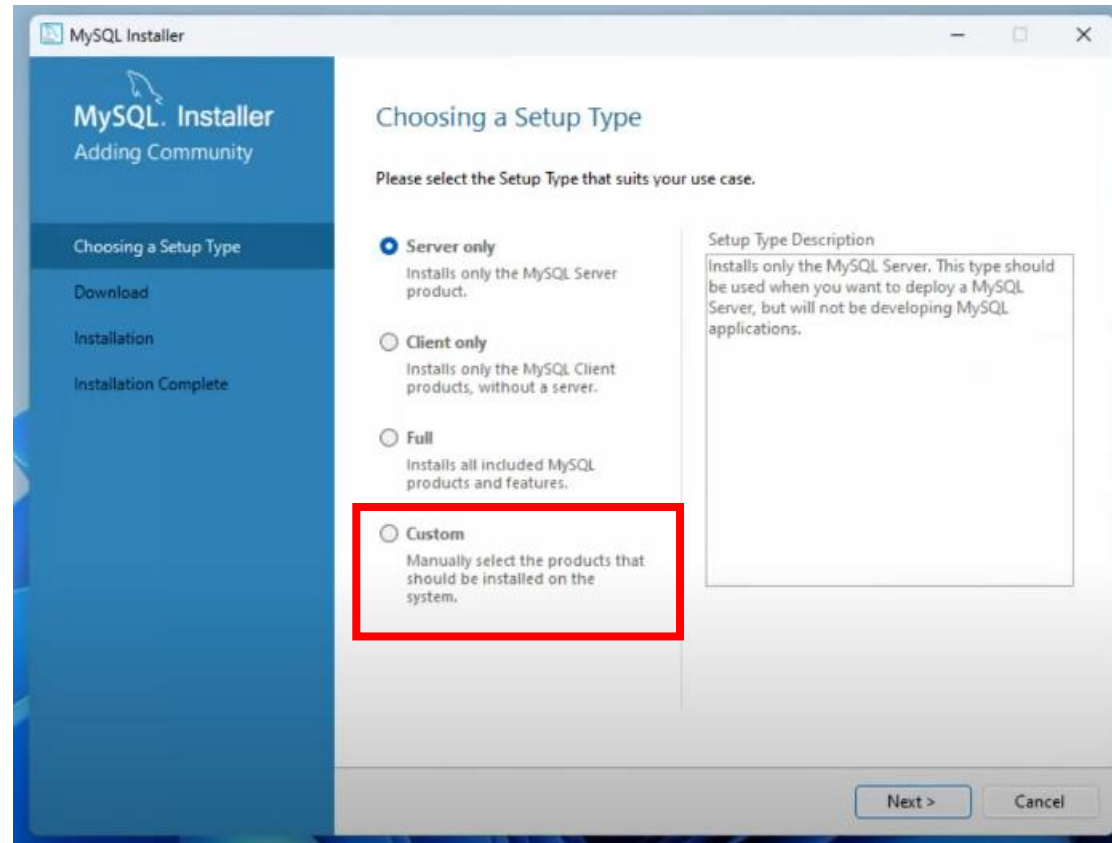 MySQL Installer
MySQL. Installer
Adding Community
Choosing a Setup Type
Download
Installation
Installation Complete
Choosing a Setup Type
Please select the Setup Type that suits your use case.
Server only
Installs only the MySQL Server
product.
Client only
Installs only the MySQL Client
products, without a server.
Full
Installs all included MySQL
products and features.
Custom
Manually select the products that
should be installed on the
system.
Setup Type Description
Installs only the MySQL Server. This type should
be used when you want to deploy a MySQL
Server, but will not be developing MySQL
applications.
Next >
Cancel